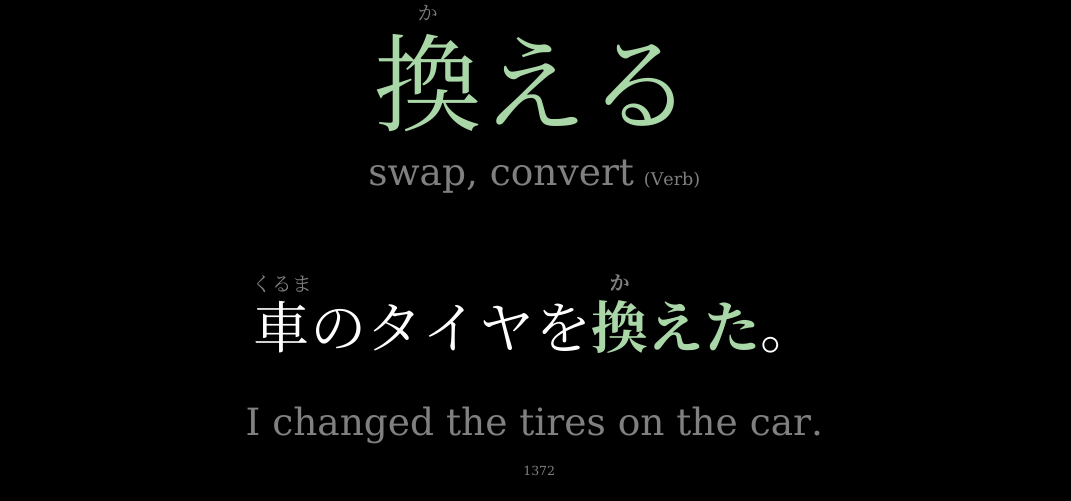 か
換える
swap, convert (Verb)
くるま か
車のタイヤを換えた。
I changed the tires on the car.
1372